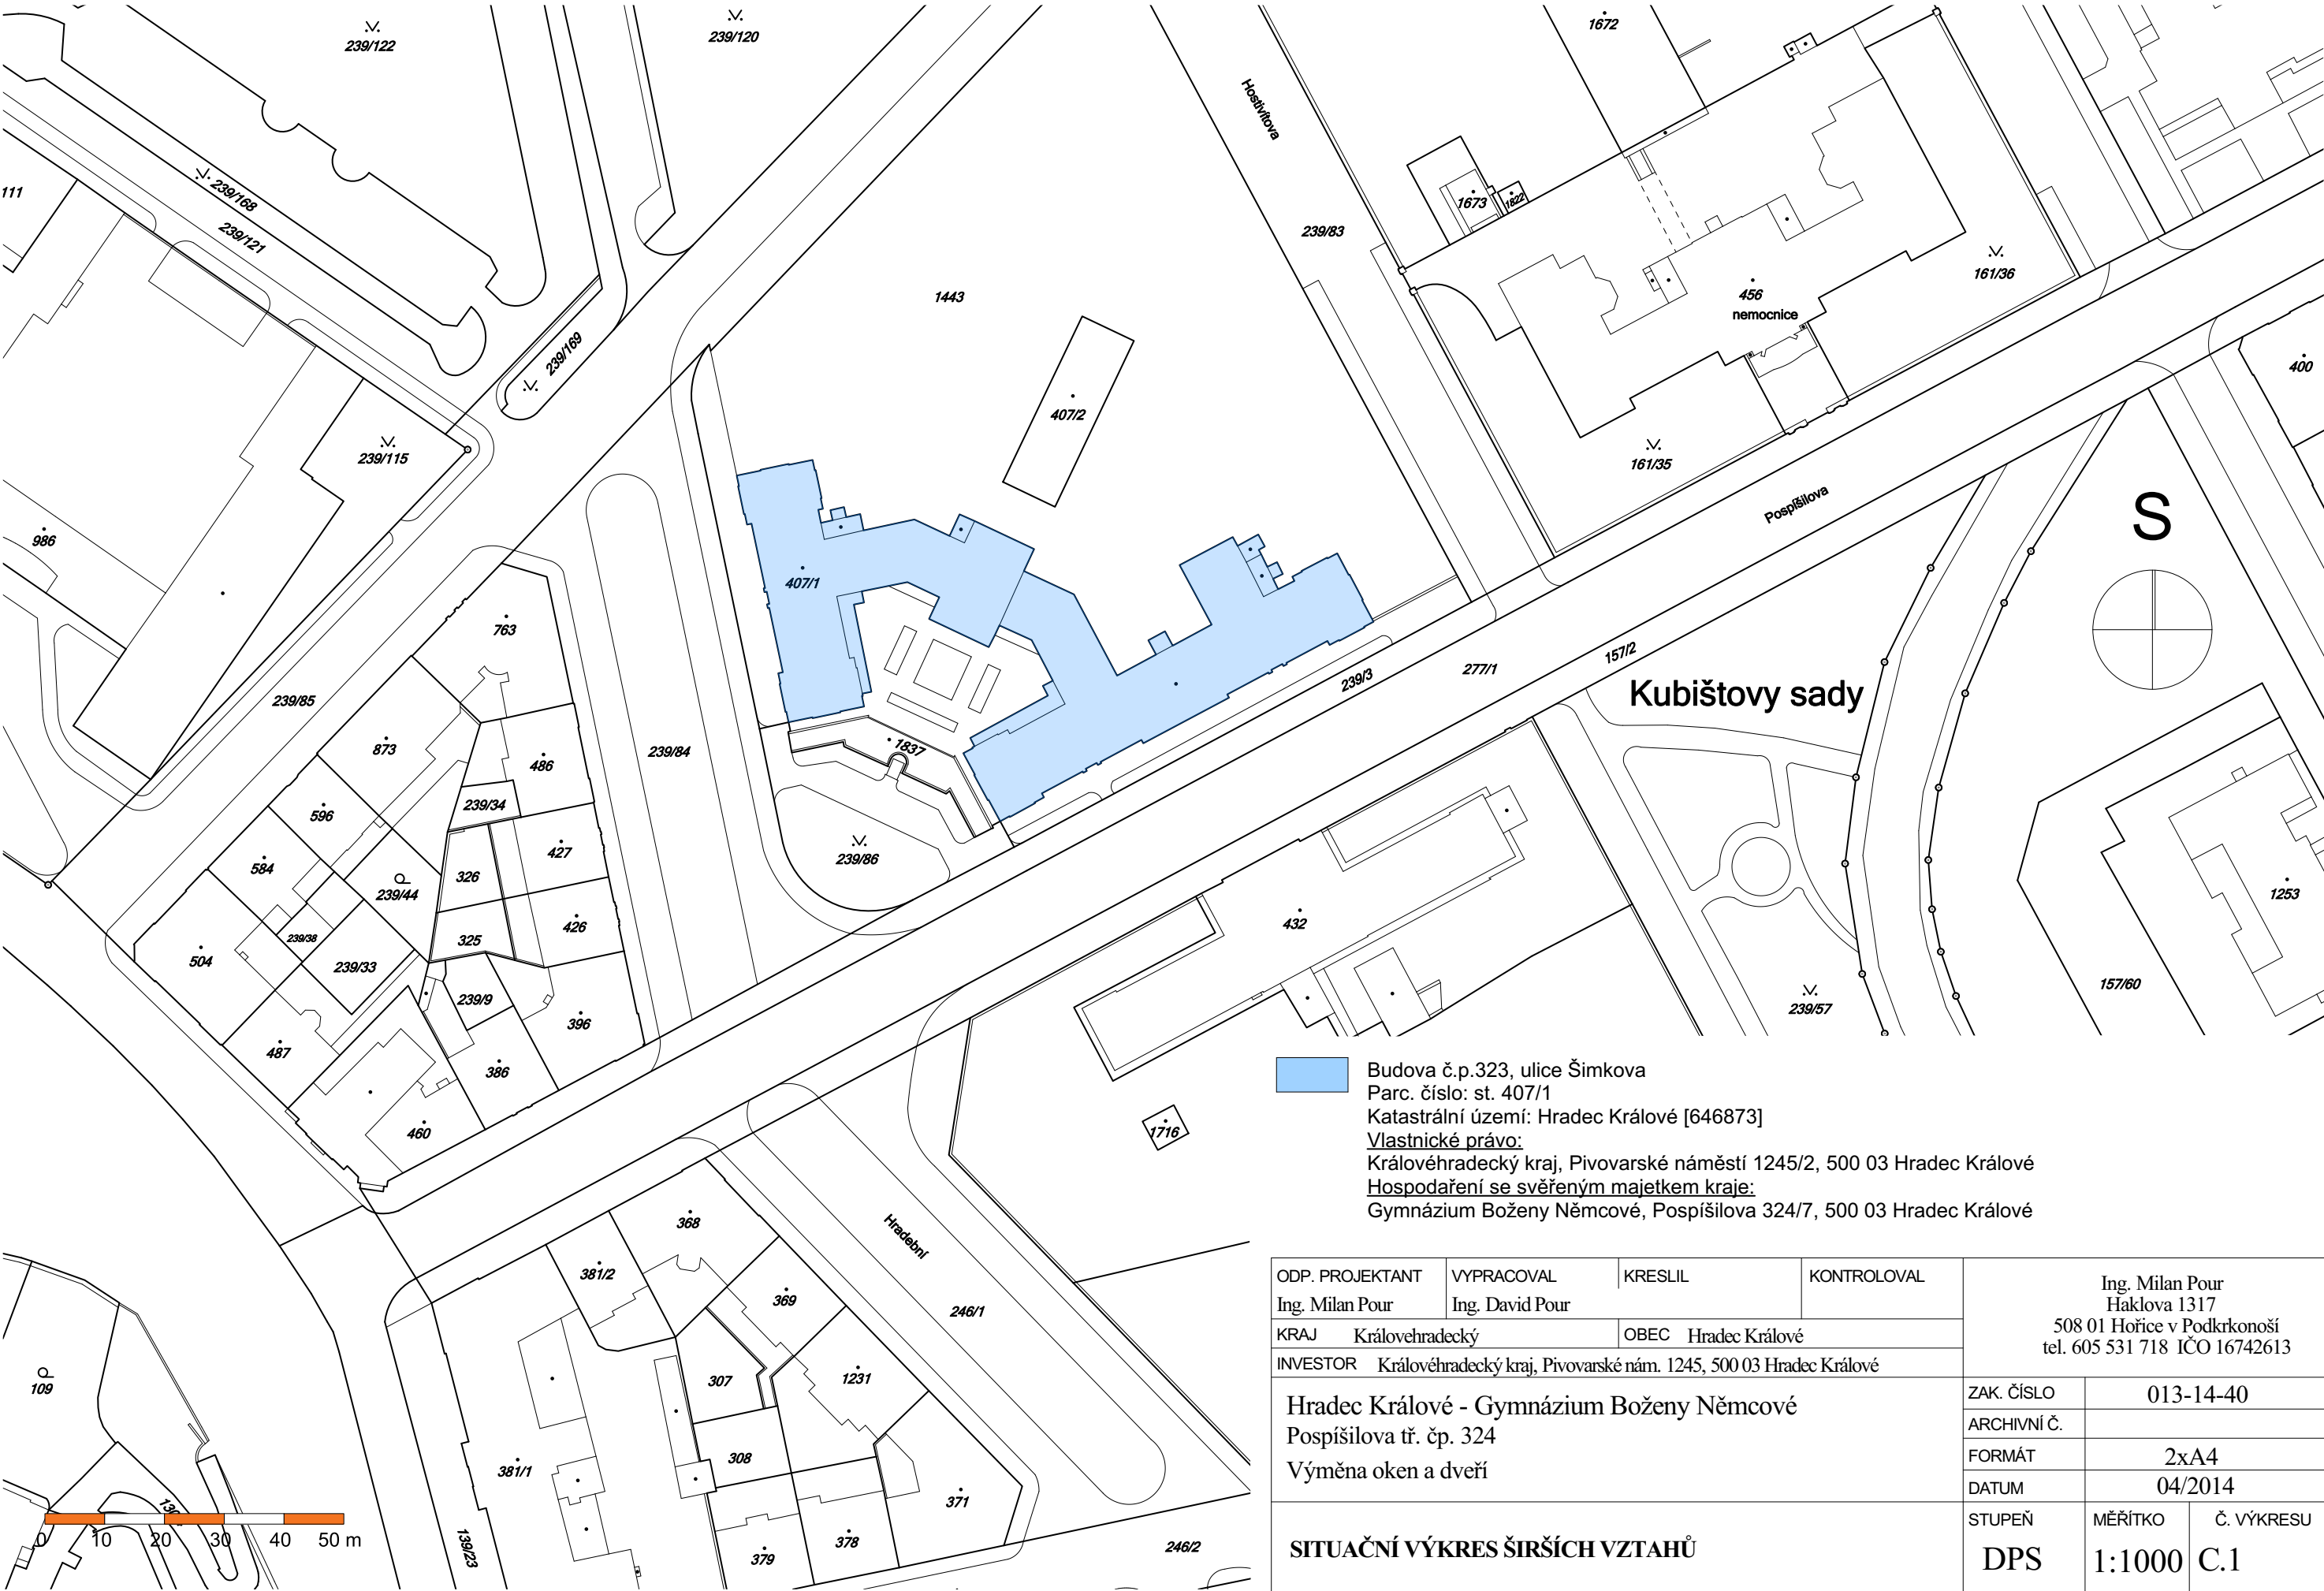 239/122
239/120
1672
Hostivítova
111
239/168
239/121
1673
1822
239/83
161/36
456
nemocnice
1443
239/169
400
407/2
239/115
161/35
Pospíšilova
S
986
407/1
763
157/2
277/1
239/3
Kubištovy sady
239/85
873
486
239/84
1837
239/34
596
427
239/86
584
326
239/44
1253
432
426
239/38
325
504
239/33
157/60
239/9
239/57
396
487
386
460
1716
Budova č.p.323, ulice Šimkova
Parc. číslo: st. 407/1
Katastrální území: Hradec Králové [646873]
Vlastnické právo:
Královéhradecký kraj, Pivovarské náměstí 1245/2, 500 03 Hradec Králové
Hospodaření se svěřeným majetkem kraje:
Gymnázium Boženy Němcové, Pospíšilova 324/7, 500 03 Hradec Králové
368
Hradební
381/2
369
246/1
109
307
1231
308
381/1
371
378
379
139/23
246/2
0 10 20 30 40 50 m
ODP. PROJEKTANT VYPRACOVAL KRESLIL KONTROLOVAL
Ing. Milan Pour Ing. David Pour
KRAJ Královehradecký OBEC Hradec Králové
INVESTOR Královéhradecký kraj, Pivovarské nám. 1245, 500 03 Hradec Králové
Ing. Milan Pour
Haklova 1317
508 01 Hořice v Podkrkonoší
tel. 605 531 718 IČO 16742613
Hradec Králové - Gymnázium Boženy Němcové
Pospíšilova tř. čp. 324
Výměna oken a dveří
ZAK. ČÍSLO 013-14-40
ARCHIVNÍ Č.
FORMÁT 2xA4
DATUM 04/2014
SITUAČNÍ VÝKRES ŠIRŠÍCH VZTAHŮ
STUPEŇ MĚŘÍTKO Č. VÝKRESU
DPS 1:1000 C.1